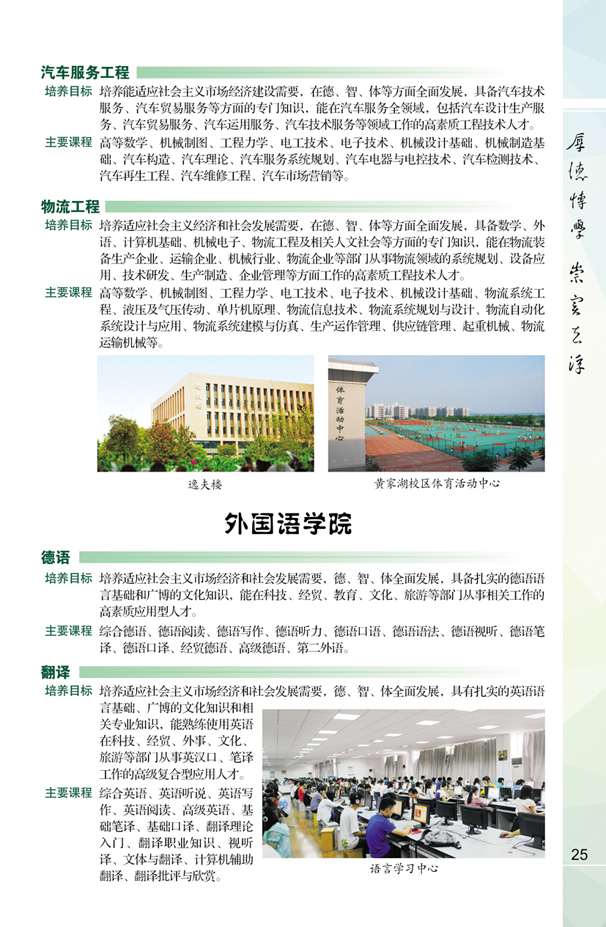 汽车服务工程
培养目标 培养能适应社会主义市场经济建设需要，在德、智、体等方面全面发展，具备汽车技术
服务、汽车贸易服务等方面的专门知识，能在汽车服务全领域，包括汽车设计生产服
务、汽车贸易服务、汽车运用服务、汽车技术服务等领域工作的高素质工程技术人才。
主要课程 高等数学、机械制图、工程力学、电工技术、电子技术、机械设计基础、机械制造基
础、汽车构造、汽车理论、汽车服务系统规划、汽车电器与电控技术、汽车检测技术、
汽车再生工程、汽车维修工程、汽车市场营销等。
物流工程
培养目标 培养适应社会主义经济和社会发展需要，在德、智、体等方面全面发展，具备数学、外
语、计算机基础、机械电子、物流工程及相关人文社会等方面的专门知识，能在物流装
备生产企业、运输企业、机械行业、物流企业等部门从事物流领域的系统规划、设备应
用、技术研发、生产制造、企业管理等方面工作的高素质工程技术人才。
主要课程 高等数学、机械制图、工程力学、电工技术、电子技术、机械设计基础、物流系统工
程、液压及气压传动、单片机原理、物流信息技术、物流系统规划与设计、物流自动化
系统设计与应用、物流系统建模与仿真、生产运作管理、供应链管理、起重机械、物流
运输机械等。
体育活动中心
逸夫楼
黄家湖校区体育活动中心
外国语学院
德语
培养目标 培养适应社会主义市场经济和社会发展需要，德、智、体全面发展，具备扎实的德语语
言基础和广博的文化知识，能在科技、经贸、教育、文化、旅游等部门从事相关工作的
高素质应用型人才。
主要课程 综合德语、德语阅读、德语写作、德语听力、德语口语、德语语法、德语视听、德语笔
译、德语口译、经贸德语、高级德语、第二外语。
翻译
培养目标 培养适应社会主义市场经济和社会发展需要，德、智、体全面发展，具有扎实的英语语
言基础、广博的文化知识和相
关专业知识，能熟练使用英语
在科技、经贸、外事、文化、
旅游等部门从事英汉口、笔译
工作的高级复合型应用人才。
主要课程 综合英语、英语听说、英语写
作、英语阅读、高级英语、基
础笔译、基础口译、翻译理论
入门、翻译职业知识、视听
译、文体与翻译、计算机辅助
翻译、翻译批评与欣赏。
语言学习中心
厚德博学 崇实去浮
25